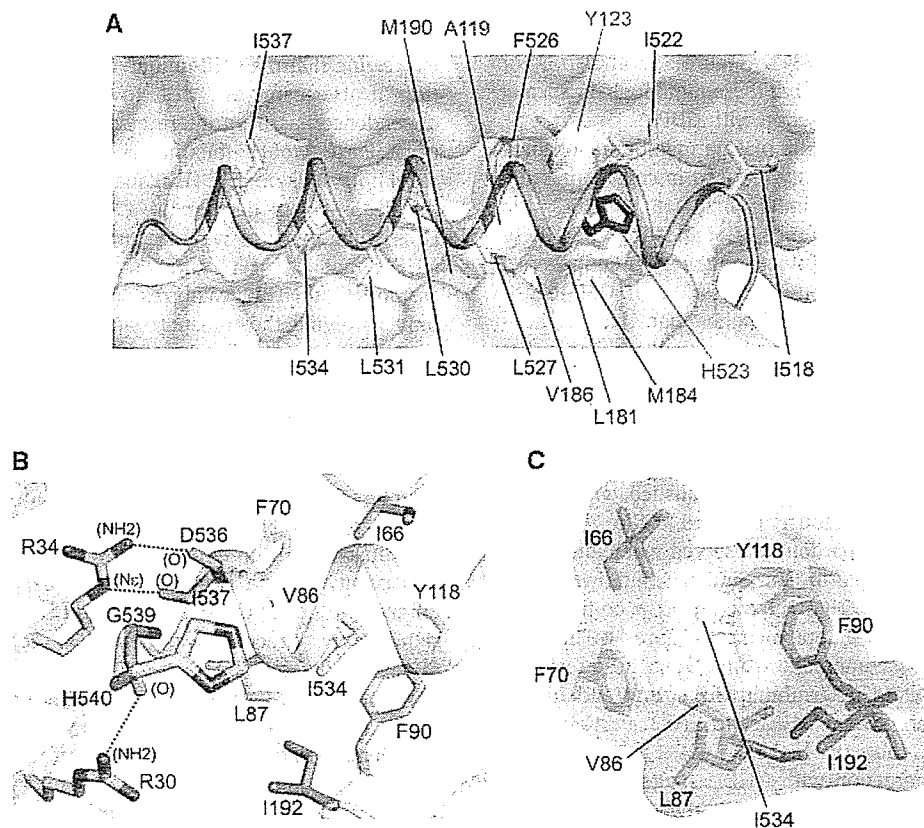 A
I537
M190
A119
F526
Y123
I522
I534
L531
L530
L527
V186
L181
M184
H523
I518
B
R34
(NH2)
D536
F70
I66
(O)
(Nε)
(O)
I537
V86
Y118
G539
I534
H540
(O)
L87
F90
(NH2)
R30
I192
C
I66
Y118
F90
F70
V86
L87
I192
I534